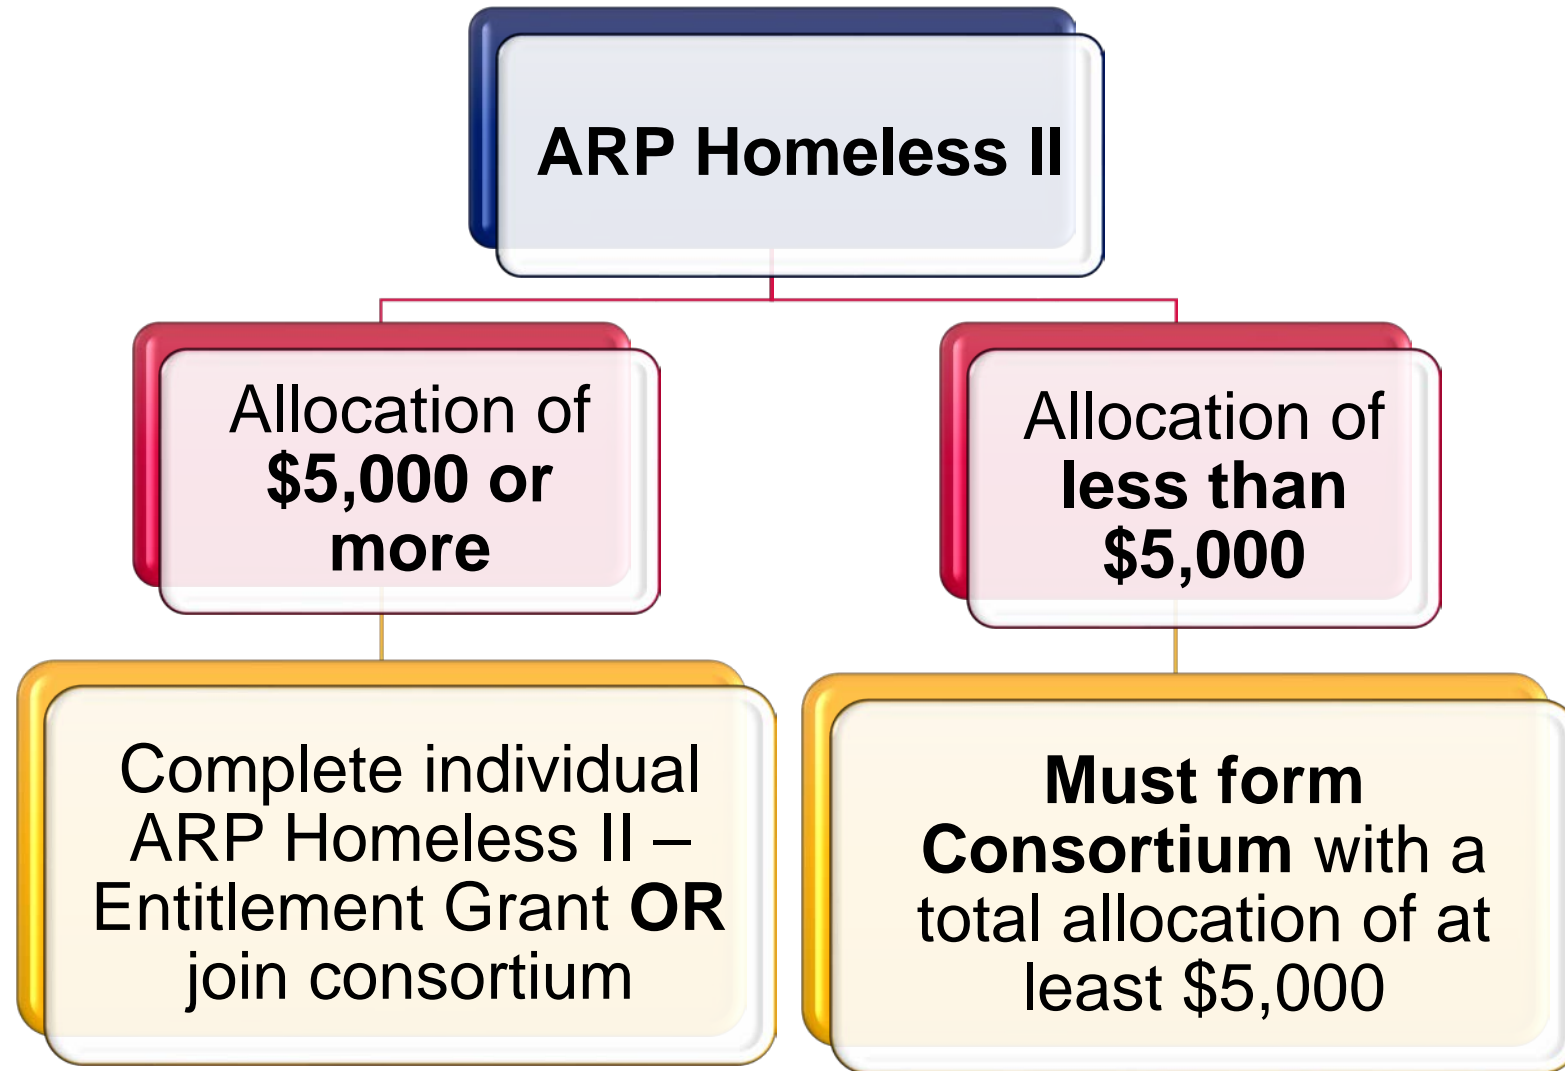 ARP Homeless II
Allocation of
$5,000 or
more
Allocation of
less than
$5,000
Complete individual
ARP Homeless II –
Entitlement Grant OR
join consortium
Must form
Consortium with a
total allocation of at
least $5,000